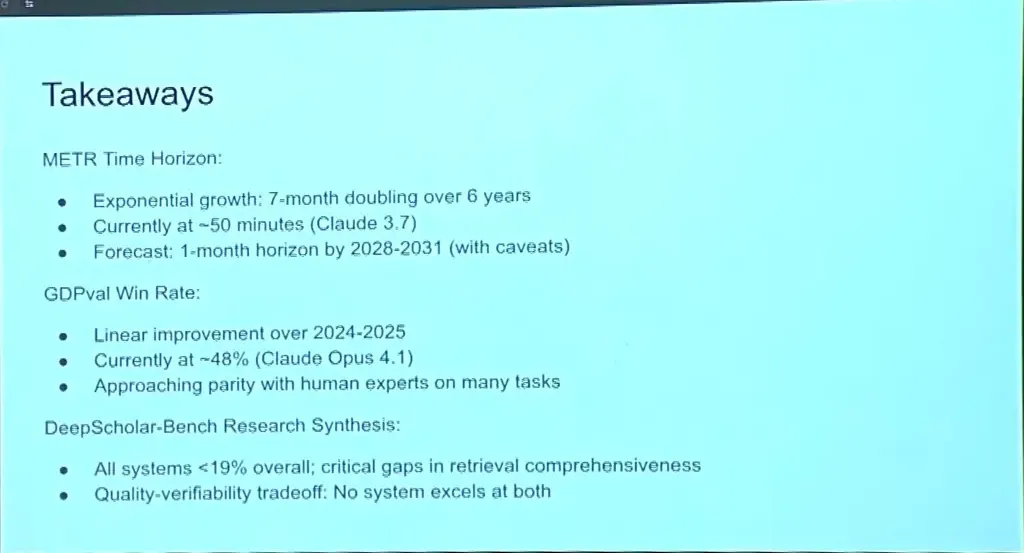 Takeaways
METR Time Horizon:
● Exponential growth: 7-month doubling over 6 years
● Currently at ~50 minutes (Claude 3.7)
● Forecast: 1-month horizon by 2028-2031 (with caveats)
GDPval Win Rate:
● Linear improvement over 2024-2025
● Currently at ~48% (Claude Opus 4.1)
● Approaching parity with human experts on many tasks
DeepScholar-Bench Research Synthesis:
● All systems <19% overall; critical gaps in retrieval comprehensiveness
● Quality-verifiability tradeoff: No system excels at both